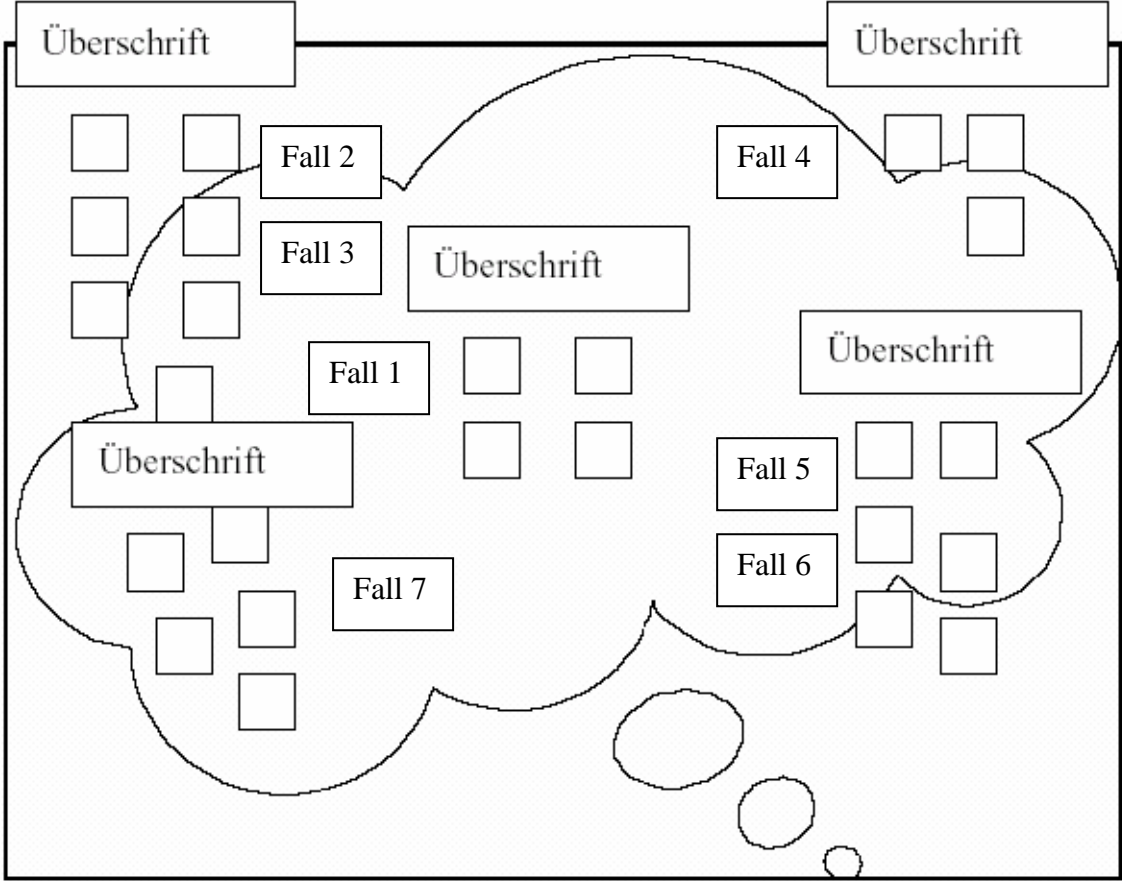 Überschrift
Überschrift
Fall 2
Fall 4
Fall 3
Überschrift
Überschrift
Fall 1
Überschrift
Fall 5
Fall 6
Fall 7